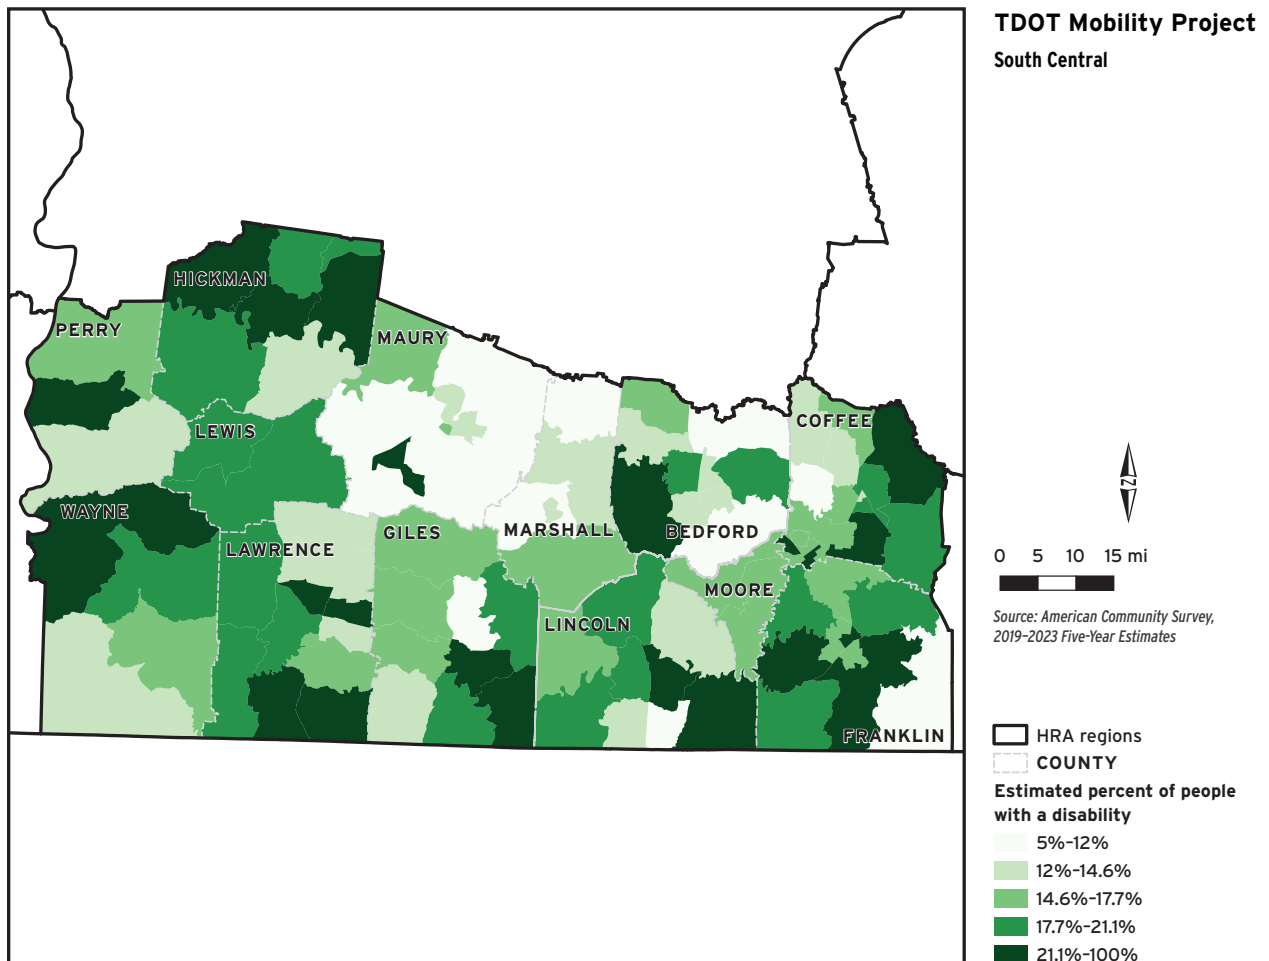 TDOT Mobility Project
South Central
HICKMAN
PERRY
MAURY
COFFEE
LEWIS
WAYNE
GILES
MARSHALL
BEDFORD
LAWRENCE
MOORE
LINCOLN
FRANKLIN
N
0 5 10 15 mi
Source: American Community Survey,
2019–2023 Five-Year Estimates
HRA regions
COUNTY
Estimated percent of people
with a disability
5%–12%
12%–14.6%
14.6%–17.7%
17.7%–21.1%
21.1%–100%